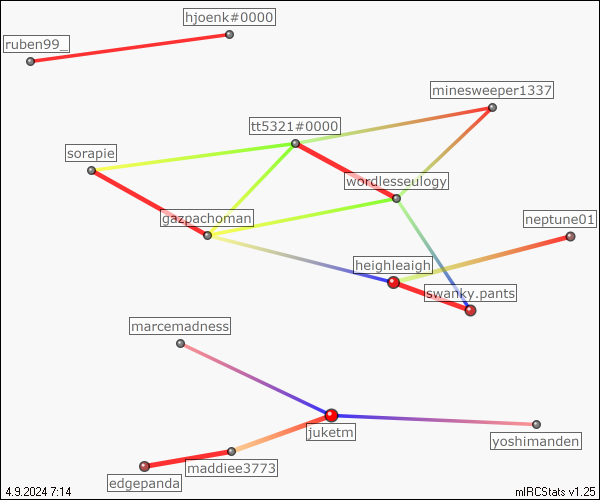 hjoenk#0000
ruben99_
minesweeper1337
tt5321#0000
sorapie
wordlesseulogy
gazpachoman
neptune01
heighleaigh
swanky.pants
marcemadness
juketm
yoshimanden
maddiee3773
edgepanda
4.9.2024 7:14
mIRCStats v1.25